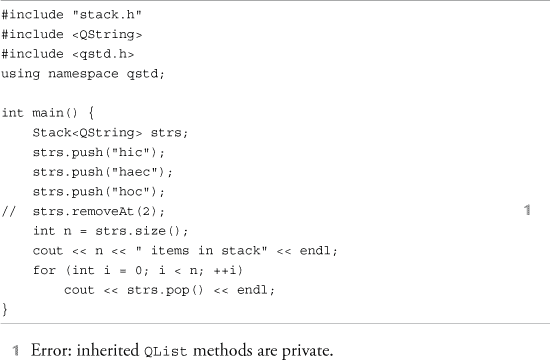 #include "stack.h"
#include <QString>
#include <qstd.h>
using namespace qstd;

int main() {
    Stack<QString> strs;
    strs.push("hic");
    strs.push("haec");
    strs.push("hoc");
//  strs.removeAt(2); 1
    int n = strs.size();
    cout << n << " items in stack" << endl;
    for (int i = 0; i < n; ++i)
        cout << strs.pop() << endl;
}
1 Error: inherited QList methods are private.